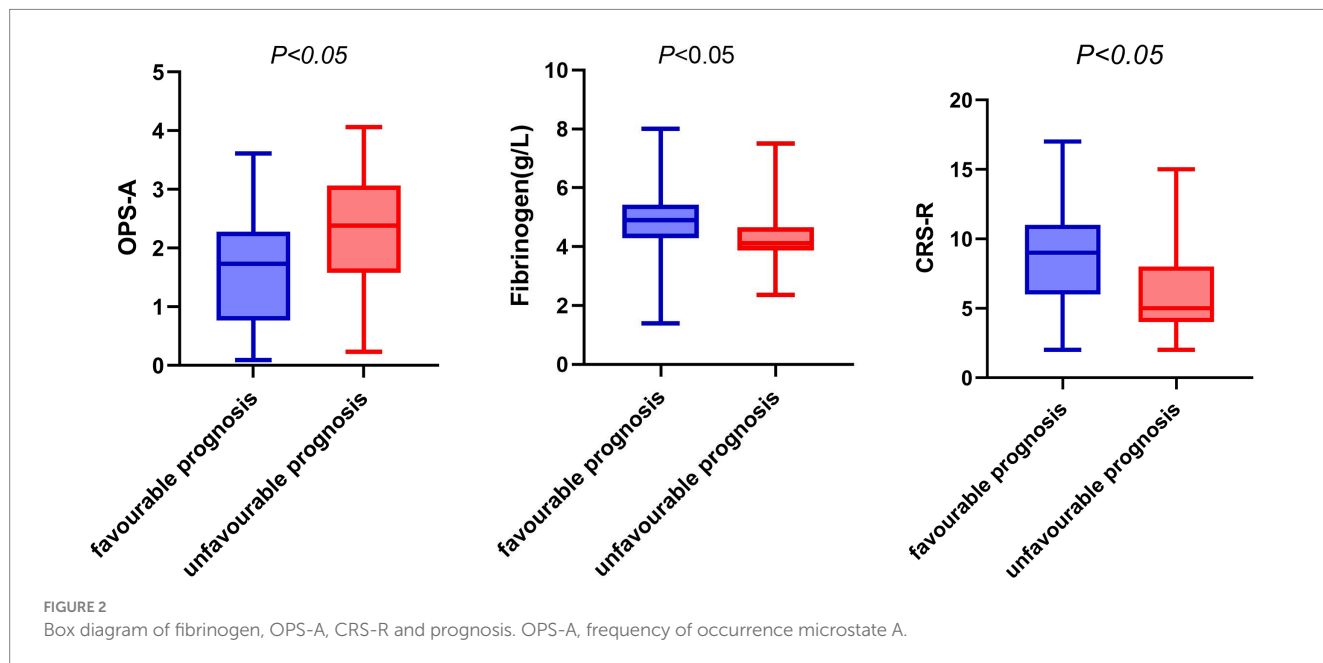 P<0.05
5
4
3
2
1
0
OPS-A
favourable prognosis
unfavourable prognosis
P<0.05
10
8
6
4
2
0
Fibrinogen(g/L)
favourable prognosis
unfavourable prognosis
P<0.05
20
15
10
5
0
CRS-R
favourable prognosis
unfavourable prognosis
FIGURE 2
Box diagram of fibrinogen, OPS-A, CRS-R and prognosis. OPS-A, frequency of occurrence microstate A.